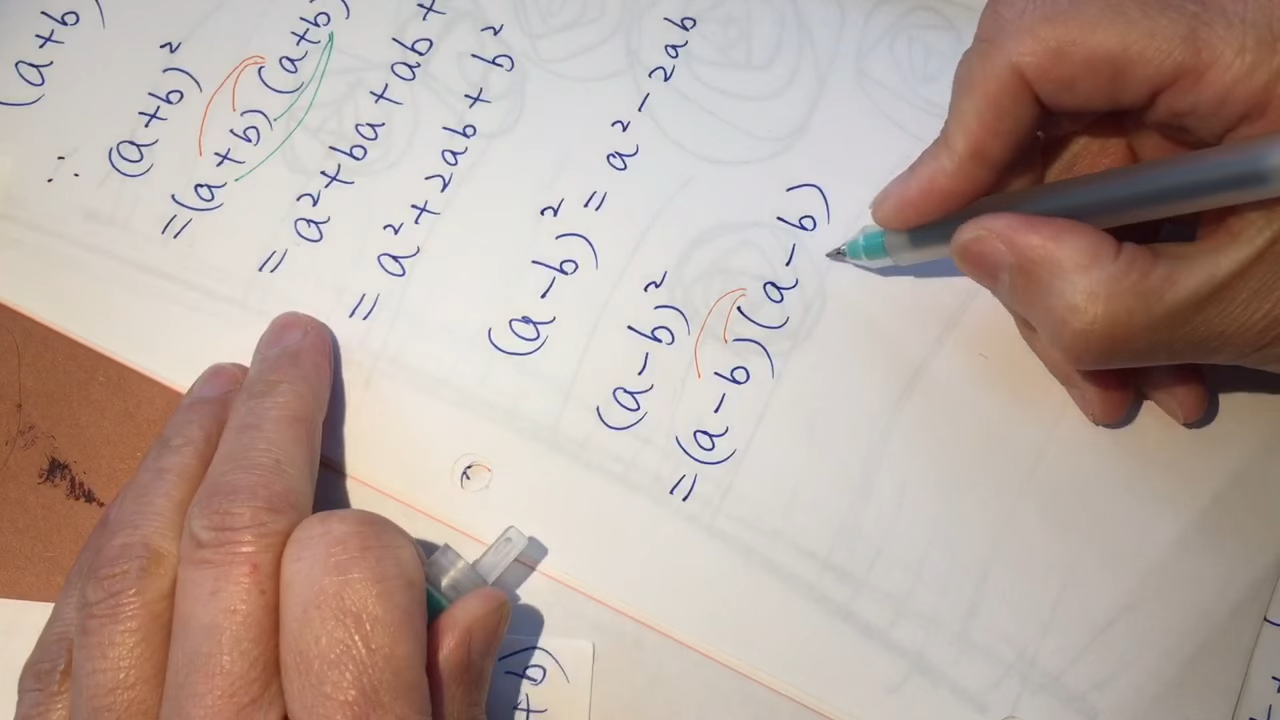 (a+b)
∴ (a+b)²
=(a+b)(a+b)
= a²+ba+ab+
= a²+2ab+b²
(a-b)² = a²-2ab
(a-b)²
=(a-b)(a-b)
+b)